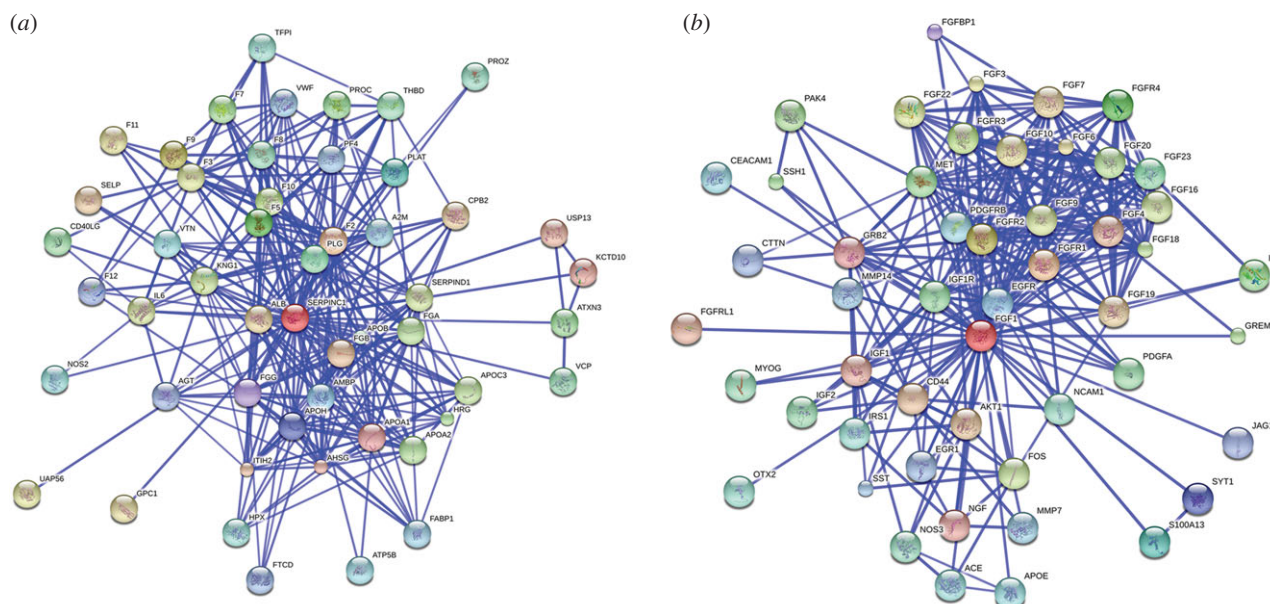 (a)
TFPI
PROZ
F7
VWF
PROC
THBD
F11
F9
F8
PF4
F3
PLAT
SELP
F10
CPB2
F5
F2
A2M
USP13
CD40LG
VTN
PLG
KCTD10
F12
KNG1
SERPIND1
IL6
ALB
SERPINC1
ATXN3
APOB
FGA
FGB
NOS2
VCP
AGT
FGG
AMBP
APOC3
HRG
APOH
APOA1
APOA2
ITIH2
AHSG
UAP56
GPC1
HPX
FABP1
ATP5B
FTCD
(b)
FGFBP1
FGF3
FGF7
FGFR4
PAK4
FGF22
FGFR3
FGF10
FGF6
FGF20
FGF23
CEACAM1
SSH1
MET
FGF16
PDGFRB
FGF9
FGF4
FGFR2
CTTN
GRB2
FGFR1
FGF18
MMP14
IGF1R
EGFR
FGF19
FGFRL1
FGF1
GREM
MYOG
IGF1
PDGFA
IGF2
CD44
NCAM1
IRS1
AKT1
JAG
EGR1
FOS
OTX2
SST
SYT1
NGF
MMP7
NOS3
S100A13
ACE
APOE